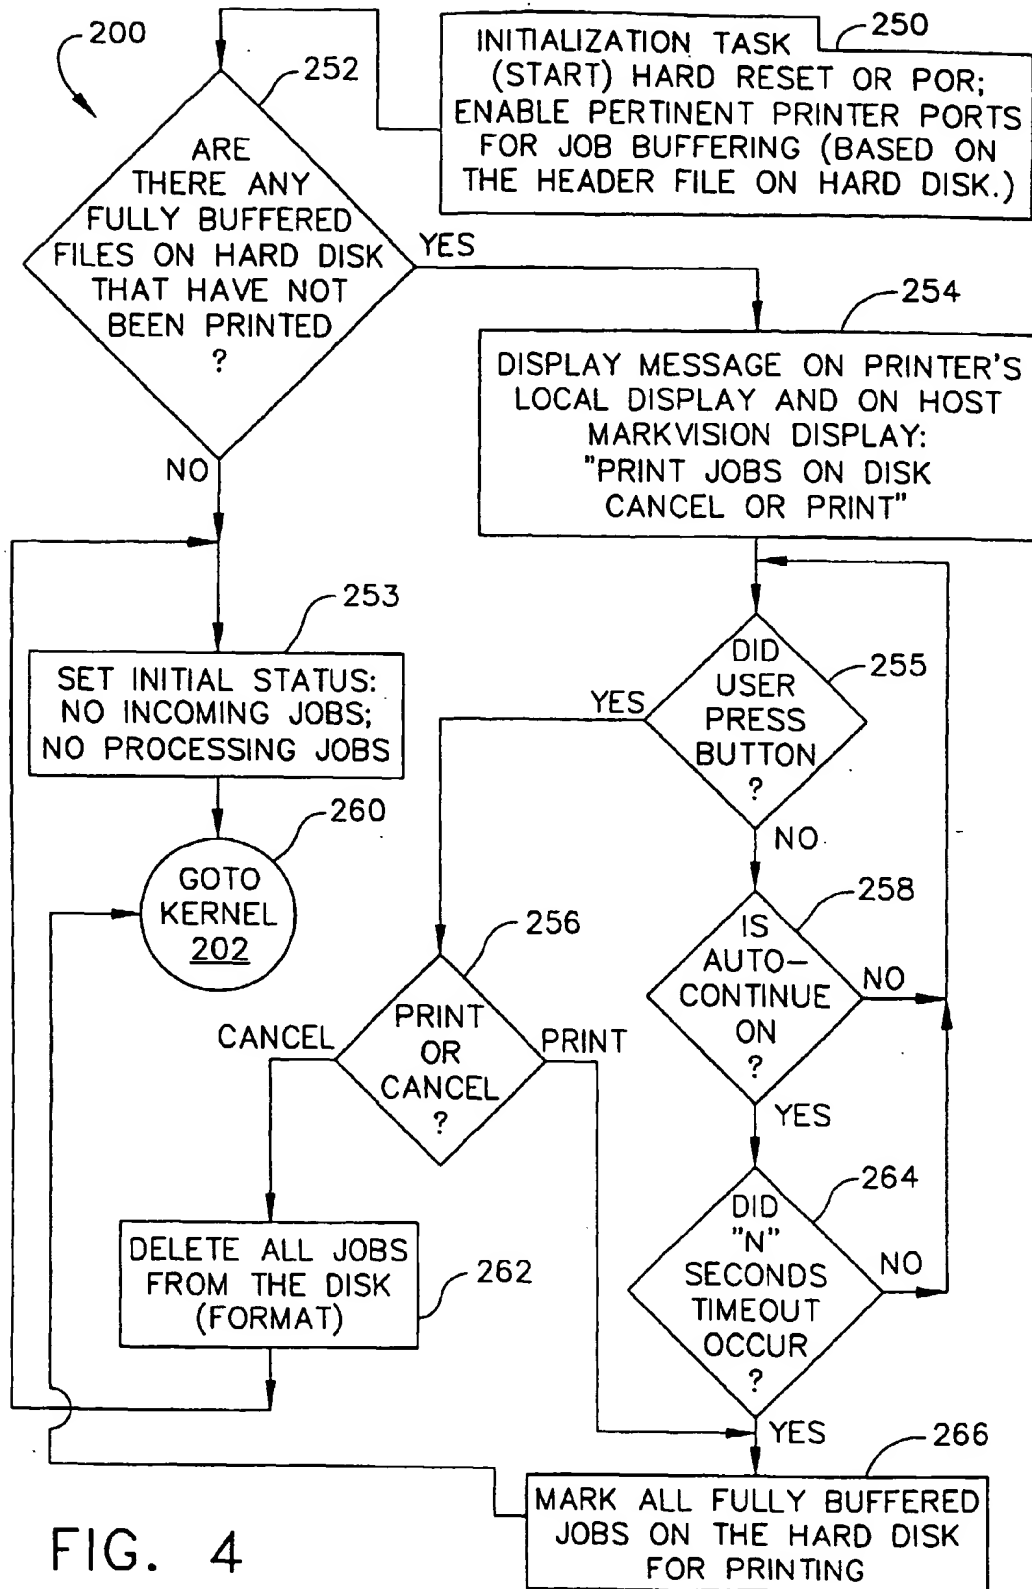 200
250
INITIALIZATION TASK
(START) HARD RESET OR POR;
ENABLE PERTINENT PRINTER PORTS
FOR JOB BUFFERING (BASED ON
THE HEADER FILE ON HARD DISK.)
252
ARE
THERE ANY
FULLY BUFFERED
FILES ON HARD DISK
THAT HAVE NOT
BEEN PRINTED
?
YES
NO
254
DISPLAY MESSAGE ON PRINTER'S
LOCAL DISPLAY AND ON HOST
MARKVISION DISPLAY:
"PRINT JOBS ON DISK
CANCEL OR PRINT"
253
SET INITIAL STATUS:
NO INCOMING JOBS;
NO PROCESSING JOBS
260
GOTO
KERNEL
202
255
DID
USER
PRESS
BUTTON
?
YES
NO
256
PRINT
OR
CANCEL
?
CANCEL
PRINT
258
IS
AUTO-
CONTINUE
ON
?
NO
YES
262
DELETE ALL JOBS
FROM THE DISK
(FORMAT)
264
DID
"N"
SECONDS
TIMEOUT
OCCUR
?
NO
YES
266
MARK ALL FULLY BUFFERED
JOBS ON THE HARD DISK
FOR PRINTING
FIG. 4